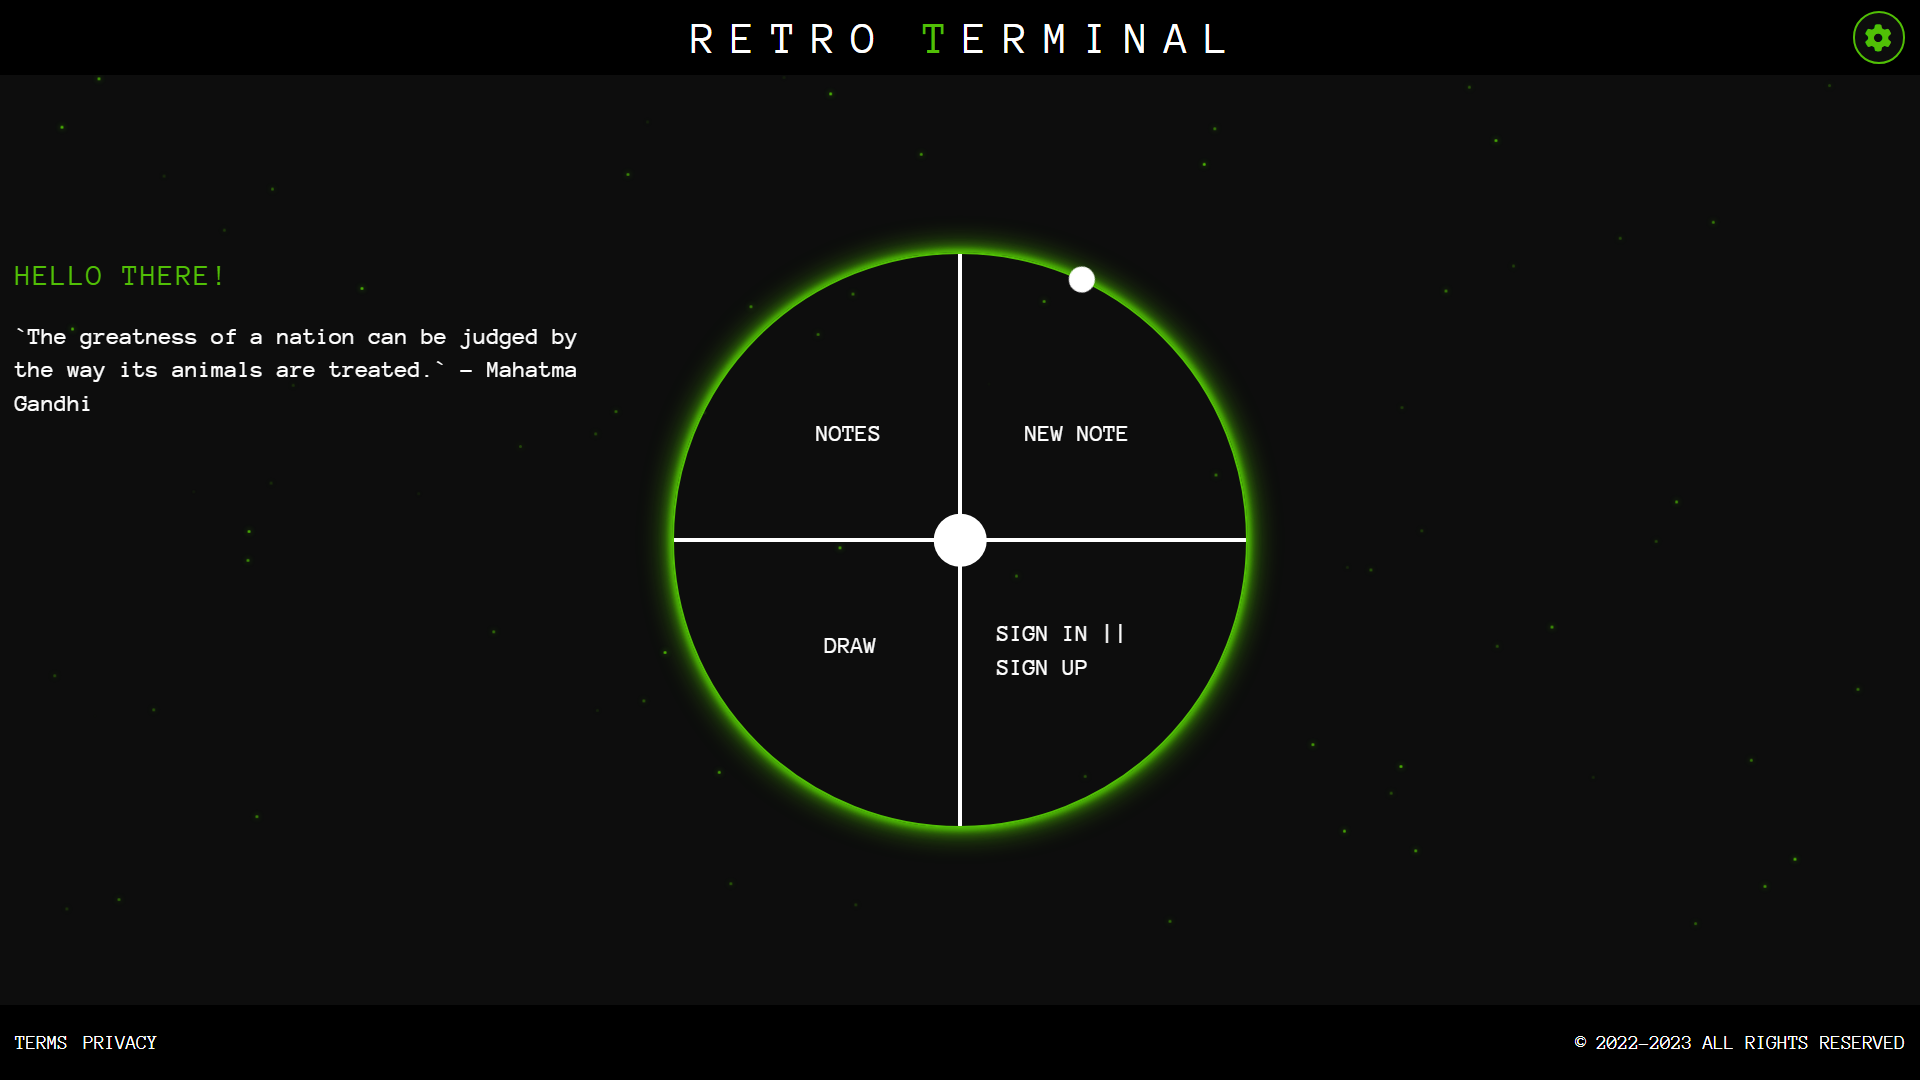 RETRO TERMINAL
HELLO THERE!
`The greatness of a nation can be judged by
the way its animals are treated.` – Mahatma
Gandhi
NOTES
NEW NOTE
DRAW
SIGN IN ||
SIGN UP
TERMS PRIVACY
© 2022–2023 ALL RIGHTS RESERVED